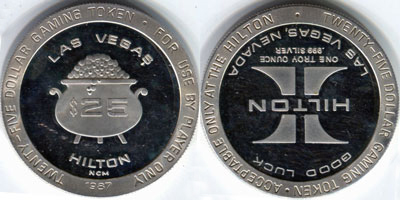 TWENTY-FIVE DOLLAR GAMING TOKEN • FOR USE BY PLAYER ONLY
LAS VEGAS
$25
HILTON
NCM
1987
TWENTY-FIVE DOLLAR GAMING TOKEN • ACCEPTABLE ONLY AT THE HILTON •
GOOD LUCK
HILTON
ONE TROY OUNCE
.999 SILVER
LAS VEGAS, NEVADA